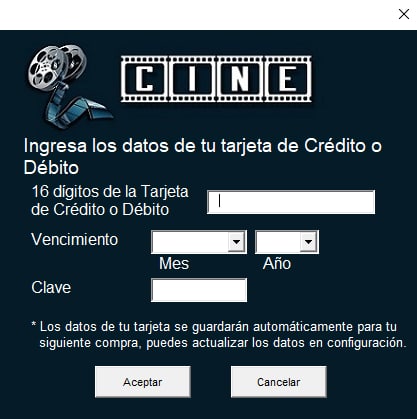 CINE
Ingresa los datos de tu tarjeta de Crédito o
Débito
16 dígitos de la Tarjeta
de Crédito o Débito
Vencimiento
Mes
Año
Clave
* Los datos de tu tarjeta se guardarán automáticamente para tu
siguiente compra, puedes actualizar los datos en configuración.
Aceptar
Cancelar